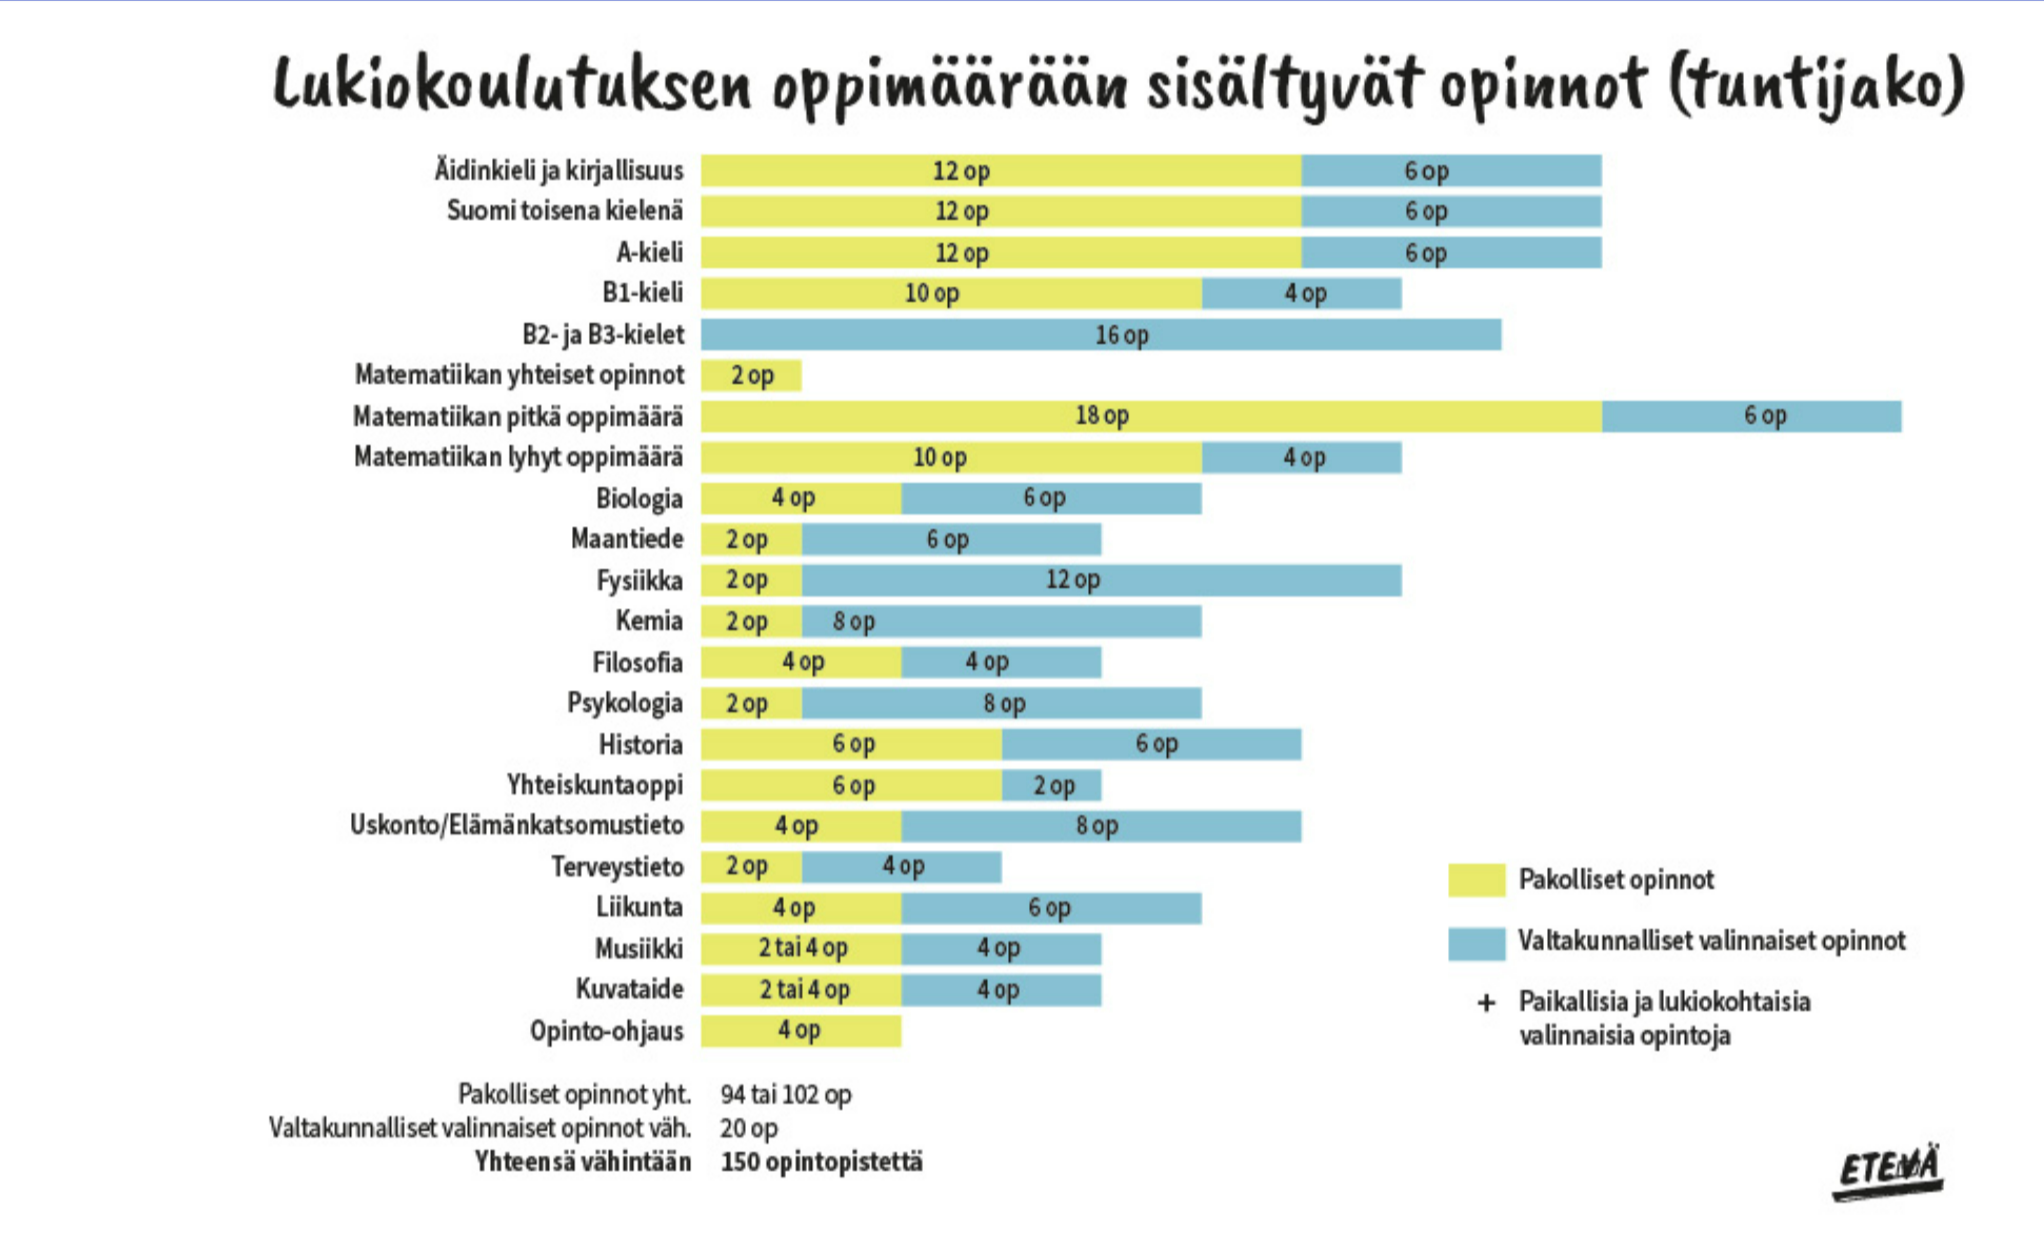 Lukiokoulutuksen oppimäärään sisältyvät opinnot (tuntijako)
Äidinkieli ja kirjallisuus 12 op 6 op
Suomi toisena kielenä 12 op 6 op
A-kieli 12 op 6 op
B1-kieli 10 op 4 op
B2- ja B3-kielet 16 op
Matematiikan yhteiset opinnot 2 op
Matematiikan pitkä oppimäärä 18 op 6 op
Matematiikan lyhyt oppimäärä 10 op 4 op
Biologia 4 op 6 op
Maantiede 2 op 6 op
Fysiikka 2 op 12 op
Kemia 2 op 8 op
Filosofia 4 op 4 op
Psykologia 2 op 8 op
Historia 6 op 6 op
Yhteiskuntaoppi 6 op 2 op
Uskonto/Elämänkatsomustieto 4 op 8 op
Terveystieto 2 op 4 op
Liikunta 4 op 6 op
Musiikki 2 tai 4 op 4 op
Kuvataide 2 tai 4 op 4 op
Opinto-ohjaus 4 op
Pakolliset opinnot
Valtakunnalliset valinnaiset opinnot
+ Paikallisia ja lukiokohtaisia
valinnaisia opintoja
Pakolliset opinnot yht. 94 tai 102 op
Valtakunnalliset valinnaiset opinnot väh. 20 op
Yhteensä vähintään 150 opintopistettä
ETEVÄ